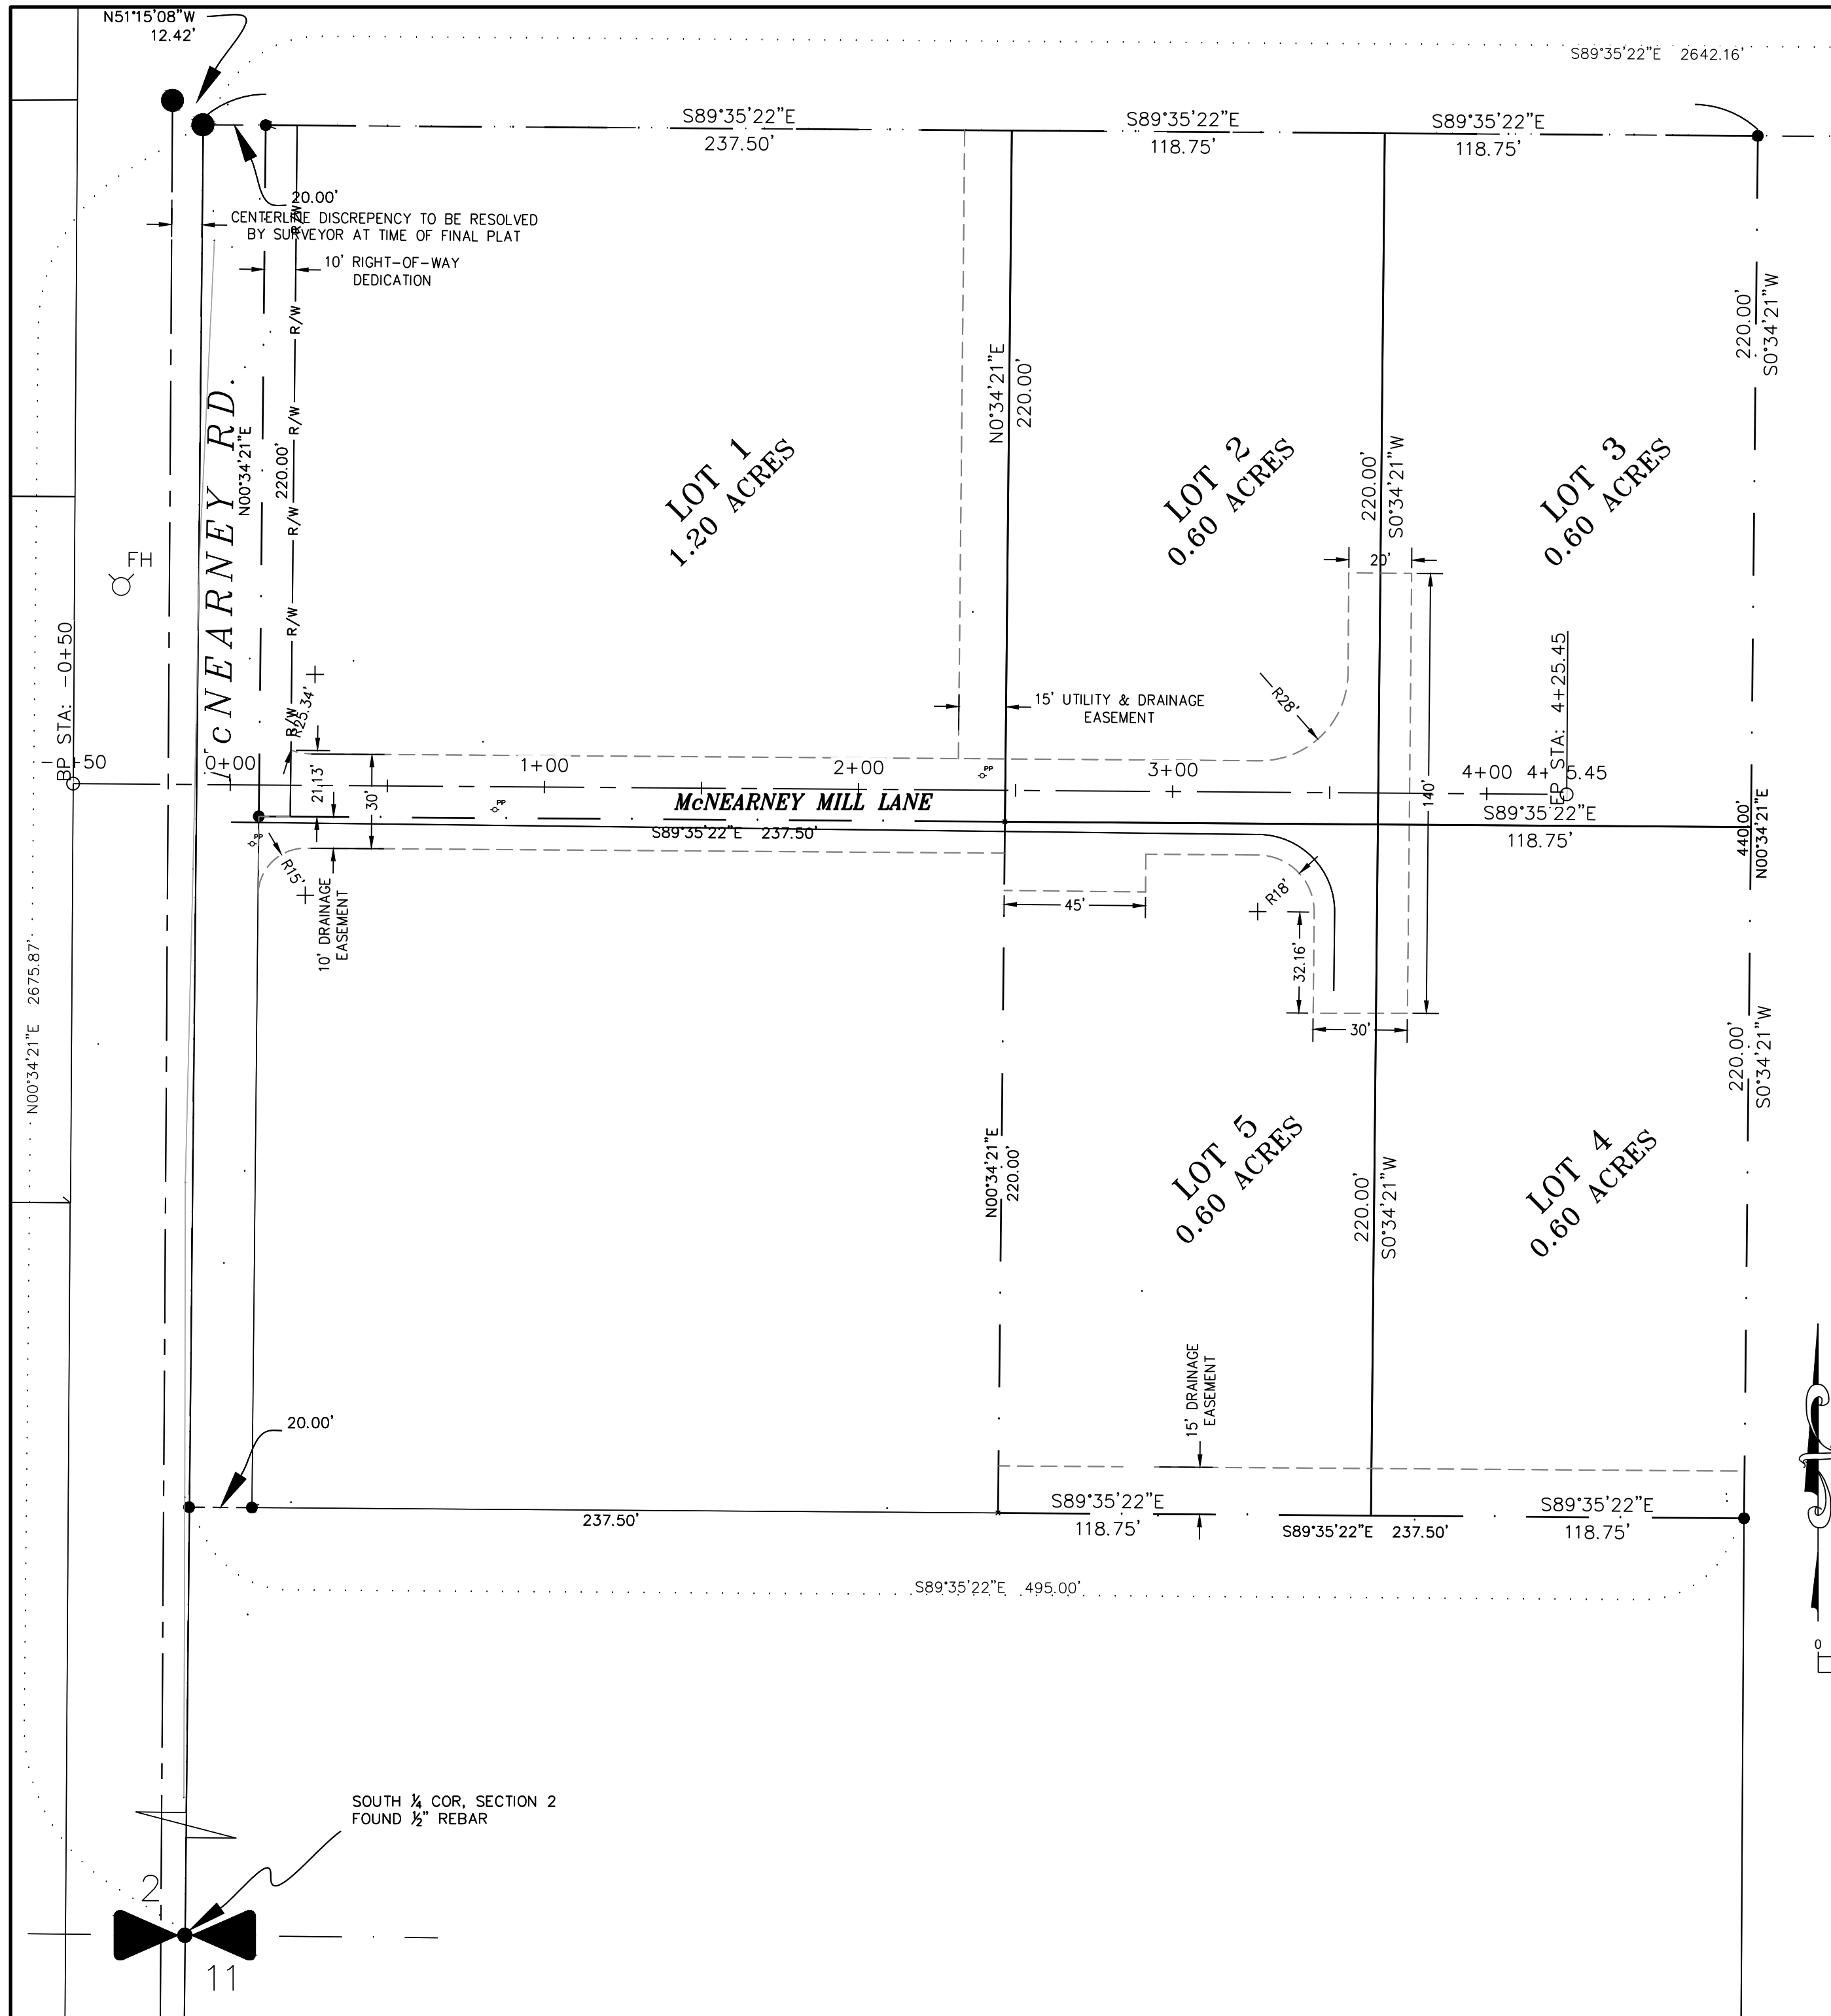 N51°15'08"W
12.42'
S89°35'22"E 2642.16'
S89°35'22"E
237.50'
S89°35'22"E
118.75'
S89°35'22"E
118.75'
20.00'
CENTERLINE DISCREPENCY TO BE RESOLVED
BY SURVEYOR AT TIME OF FINAL PLAT
10' RIGHT-OF-WAY
DEDICATION
R/W
R/W
R/W
R/W
R/W
R/W
McNEARNEY RD.
N00°34'21"E
220.00'
N0°34'21"E
220.00'
220.00'
S0°34'21"W
220.00'
S0°34'21"W
LOT 1
1.20 ACRES
LOT 2
0.60 ACRES
LOT 3
0.60 ACRES
FH
20'
BP STA: -0+50
EP STA: 4+25.45
R25.34'
R28'
15' UTILITY & DRAINAGE
EASEMENT
0+00
1+00
2+00
3+00
4+00
21.13'
30'
140'
PP
PP
PP
McNEARNEY MILL LANE
S89°35'22"E 237.50'
S89°35'22"E
118.75'
440.00'
N00°34'21"E
R15'
10' DRAINAGE
EASEMENT
45'
R18'
32.16'
30'
N00°34'21"E 2675.87'
220.00'
S0°34'21"W
N00°34'21"E
220.00'
220.00'
S0°34'21"W
LOT 5
0.60 ACRES
LOT 4
0.60 ACRES
15' DRAINAGE
EASEMENT
20.00'
237.50'
S89°35'22"E
118.75'
S89°35'22"E 237.50'
S89°35'22"E
118.75'
S89°35'22"E 495.00'
0
SOUTH ¼ COR, SECTION 2
FOUND ½" REBAR
2
11